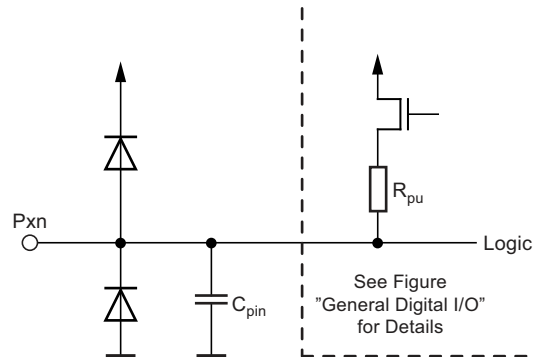 R_pu
Pxn
Logic
C_pin
See Figure
"General Digital I/O"
for Details